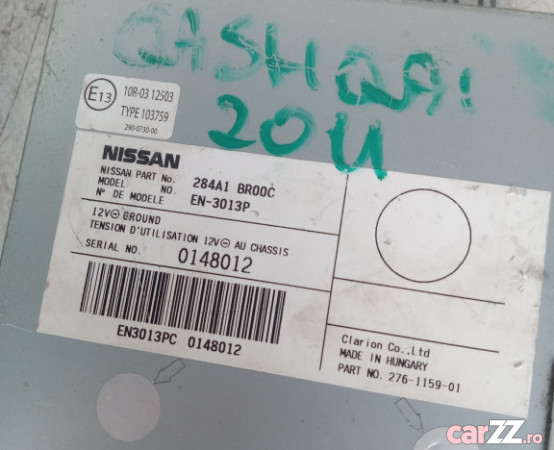 QASHQAI
2011
E13
10R-03 12503
TYPE 103759
290-0730-00
NISSAN
NISSAN PART No. 284A1 BR00C
MODEL NO. EN-3013P
N° DE MODELE
12V⊖ GROUND
TENSION D'UTILISATION 12V⊖ AU CHASSIS
SERIAL NO. 0148012
EN3013PC 0148012
Clarion Co.,Ltd
MADE IN HUNGARY
PART NO. 276-1159-01
carZZ.ro